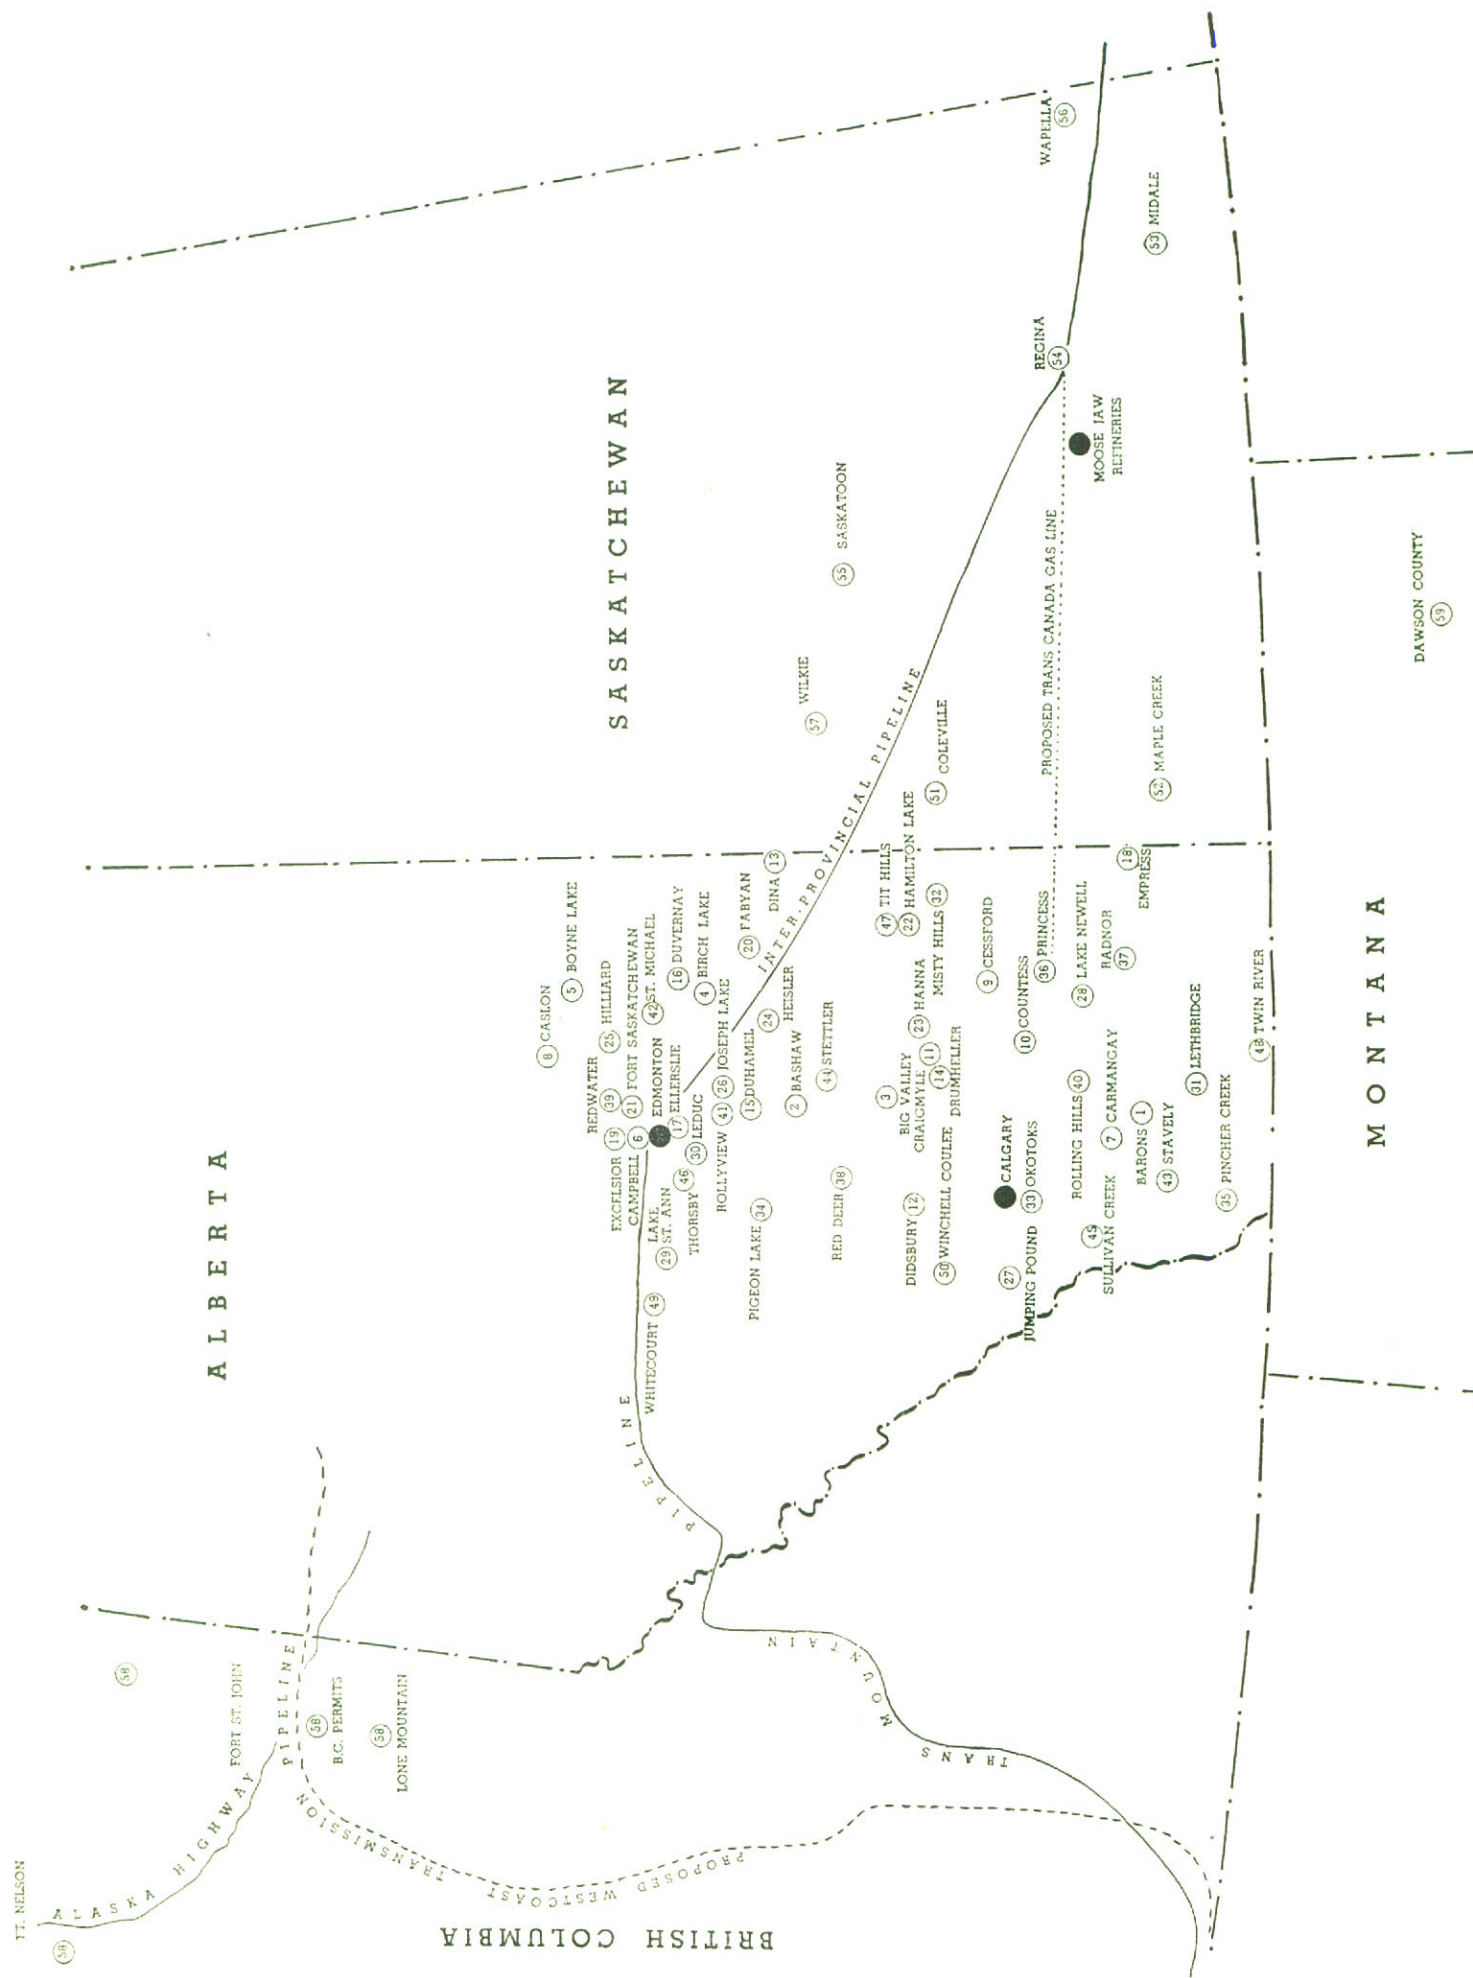 FT. NELSON
58
ALASKA HIGHWAY
58
FORT ST. JOHN
PIPELINE
58
B.C. PERMITS
58
LONE MOUNTAIN
PROPOSED WESTCOAST TRANSMISSION
BRITISH COLUMBIA
TRANS MOUNTAIN
PIPELINE
ALBERTA
SASKATCHEWAN
MONTANA
8 CASLON
5 BOYNE LAKE
REDWATER
39
25 HILLIARD
EXCELSIOR 19
21 FORT SASKATCHEWAN
CAMPBELL 6
EDMONTON
42 ST. MICHAEL
WHITECOURT 49
LAKE
29 ST. ANN
17 ELLERSLIE
16 DUVERNAY
THORSBY 46
30 LEDUC
4 BIRCH LAKE
ROLLYVIEW 41
26 JOSEPH LAKE
PIGEON LAKE 34
15 DUHAMEL
20 FABYAN
DINA 13
24
HEISLER
2 BASHAW
INTER-PROVINCIAL PIPELINE
57
WILKIE
RED DEER 38
44 STETTLER
55 SASKATOON
3
BIG VALLEY
47 TIT HILLS
22 HAMILTON LAKE
DIDSBURY 12
CRAIGMYLE 11
23 HANNA
MISTY HILLS 32
51 COLEVILLE
50 WINCHELL COULEE
14
DRUMHELLER
9 CESSFORD
CALGARY
27
JUMPING POUND
33 OKOTOKS
10 COUNTESS
36 PRINCESS
PROPOSED TRANS CANADA GAS LINE
REGINA
54
MOOSE JAW
REFINERIES
WAPELLA
56
ROLLING HILLS 40
28 LAKE NEWELL
45
SULLIVAN CREEK
7 CARMANGAY
RADNOR
37
18
EMPRESS
BARONS 1
43 STAVELY
52 MAPLE CREEK
53 MIDALE
31 LETHBRIDGE
35 PINCHER CREEK
48 TWIN RIVER
DAWSON COUNTY
59